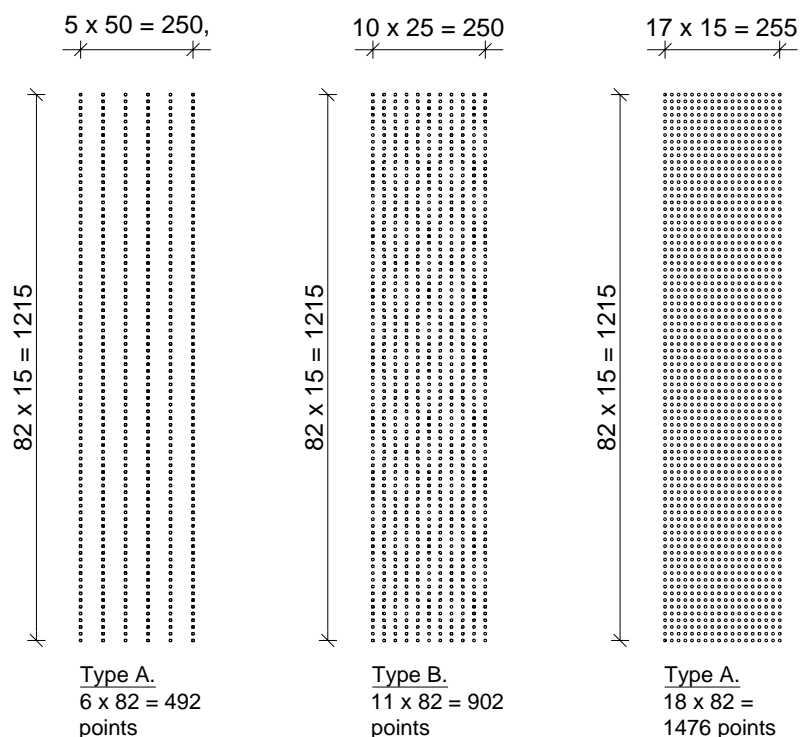 5 x 50 = 250,
10 x 25 = 250
17 x 15 = 255
82 x 15 = 1215
82 x 15 = 1215
82 x 15 = 1215
Type A.
6 x 82 = 492
points
Type B.
11 x 82 = 902
points
Type A.
18 x 82 =
1476 points